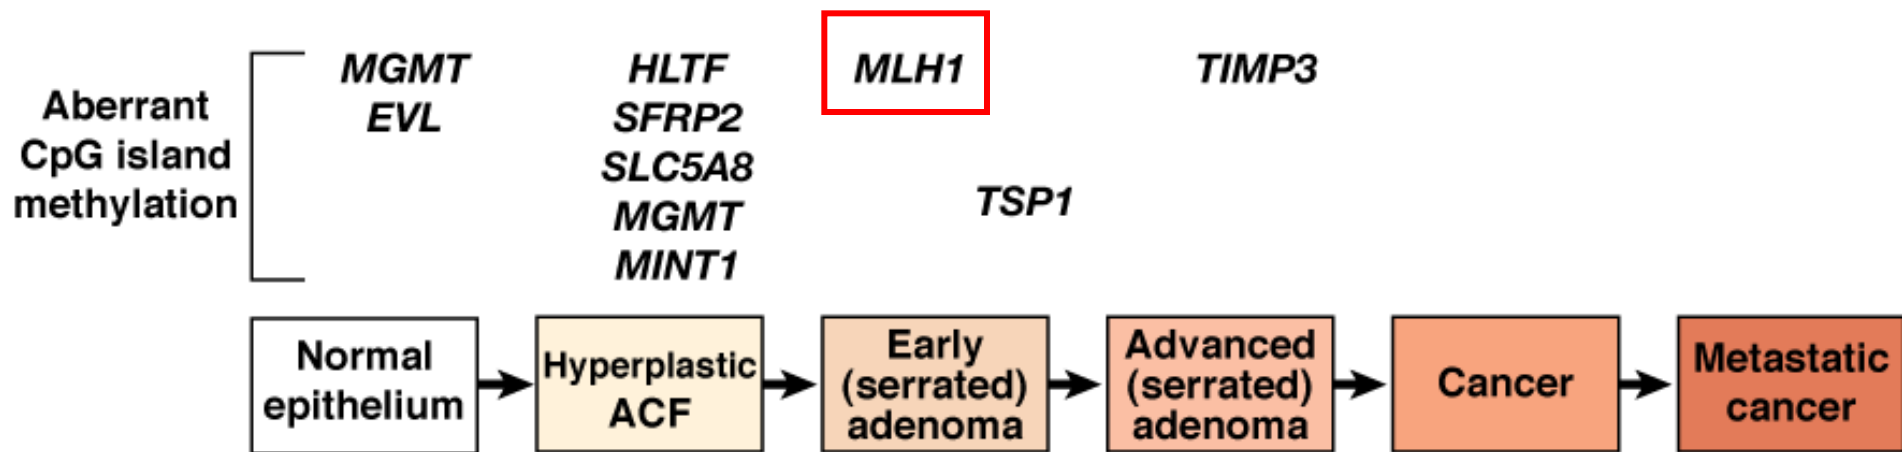 Aberrant
CpG island
methylation
MGMT
EVL
HLTF
SFRP2
SLC5A8
MGMT
MINT1
MLH1
TSP1
TIMP3
Normal
epithelium
Hyperplastic
ACF
Early
(serrated)
adenoma
Advanced
(serrated)
adenoma
Cancer
Metastatic
cancer